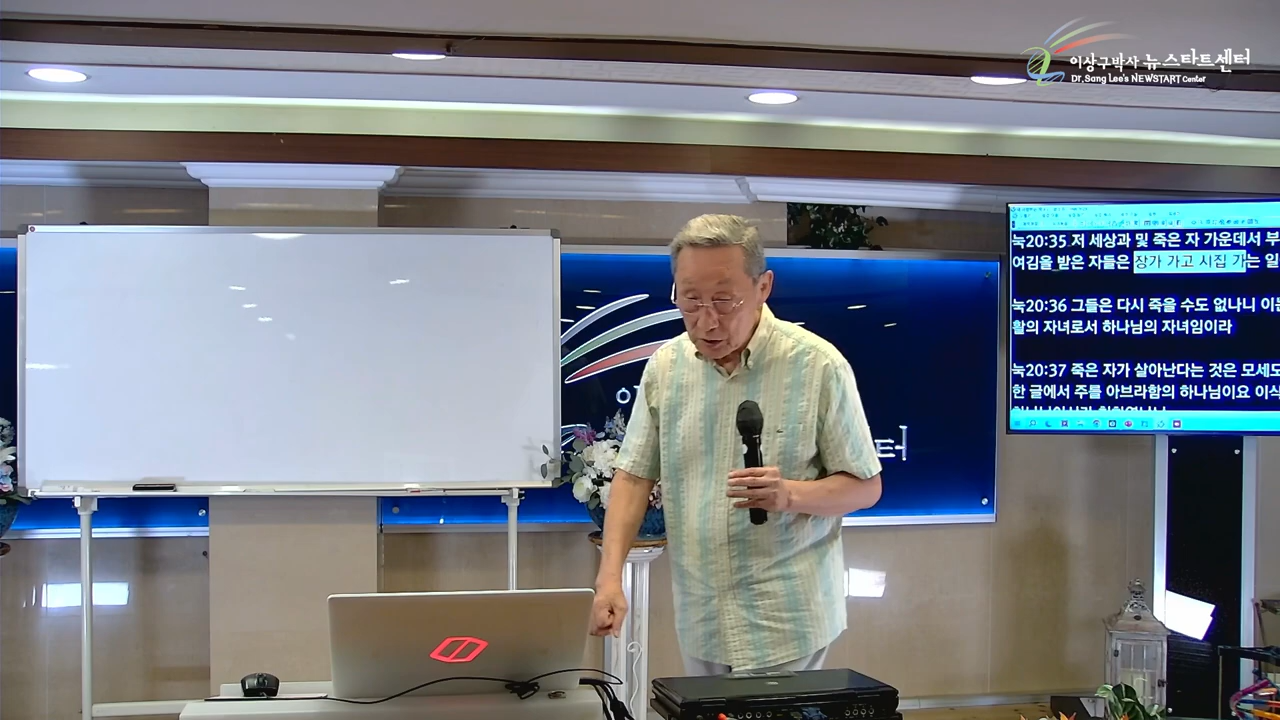 이상구박사 뉴스타트센터
Dr. Sang Lee's NEWSTART Center
눅20:35 저 세상과 및 죽은 자 가운데서 부
여김을 받은 자들은 장가 가고 시집 가는 일
눅20:36 그들은 다시 죽을 수도 없나니 이는
활의 자녀로서 하나님의 자녀임이라
눅20:37 죽은 자가 살아난다는 것은 모세도
한 글에서 주를 아브라함의 하나님이요 이삭
터